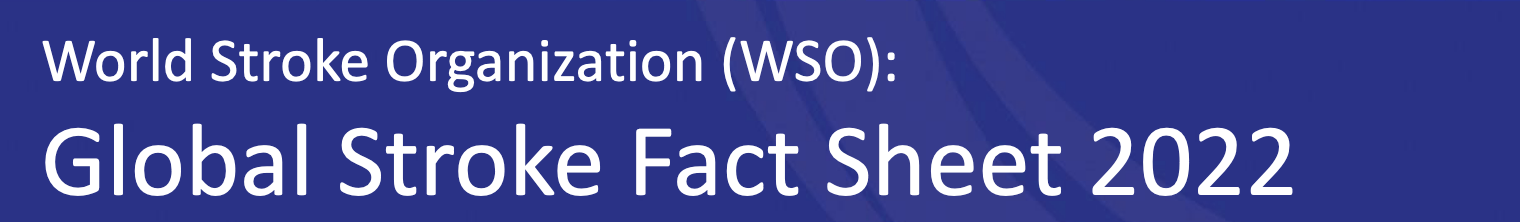 World Stroke Organization (WSO):
Global Stroke Fact Sheet 2022